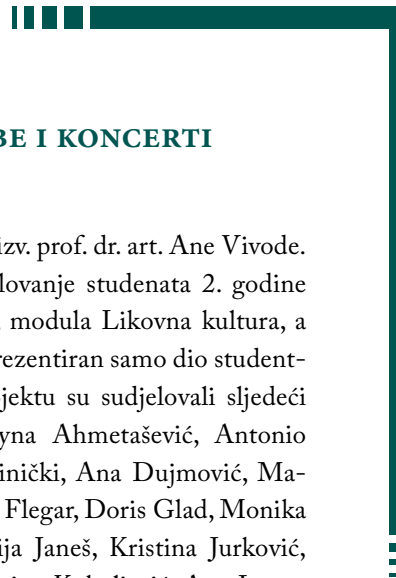 BE I KONCERTI
izv. prof. dr. art. Ane Vivode.
lovanje studenata 2. godine
modula Likovna kultura, a
rezentiran samo dio student-
jektu su sudjelovali sljedeći
yna Ahmetašević, Antonio
inički, Ana Dujmović, Ma-
Flegar, Doris Glad, Monika
ija Janeš, Kristina Jurković,